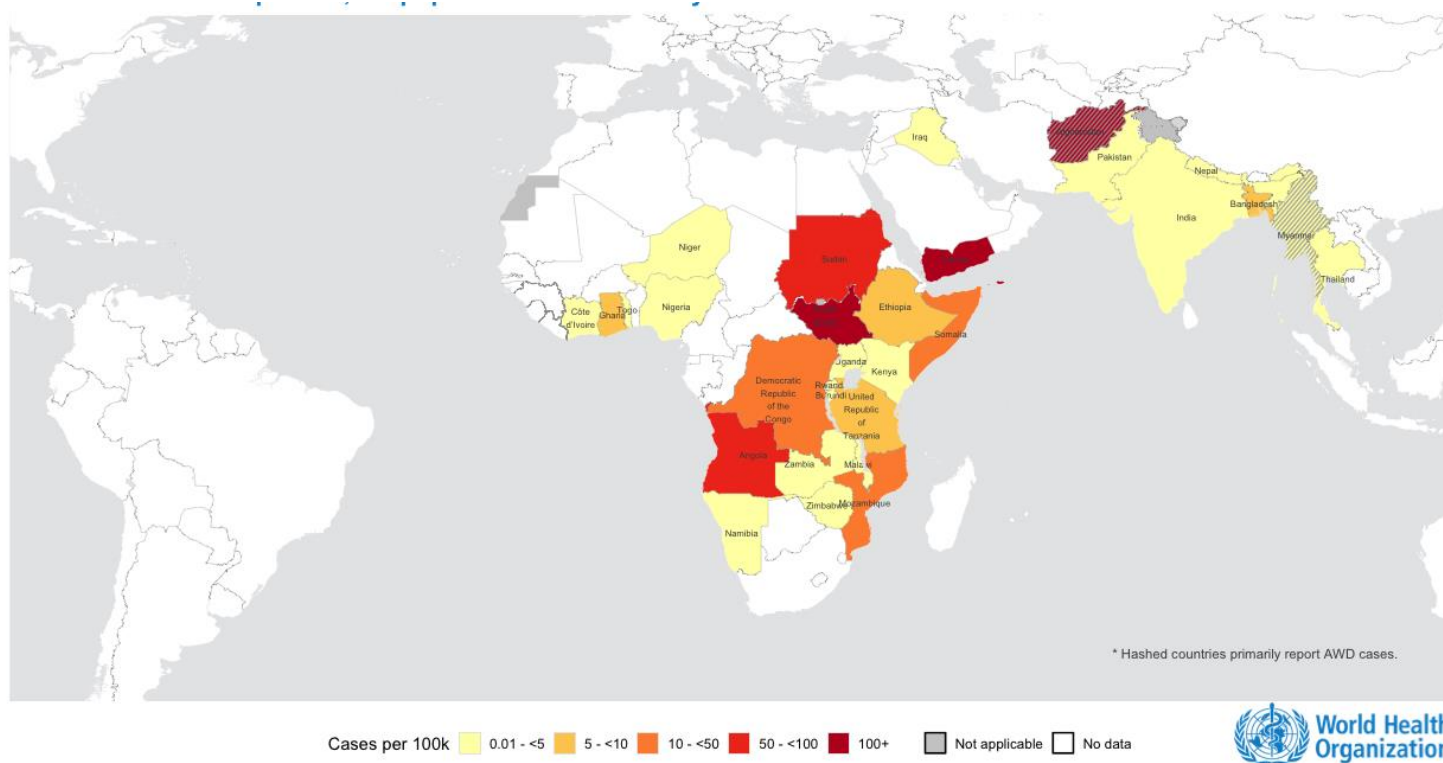 Iraq
Afghanistan
Pakistan
Nepal
India
Bangladesh
Myanmar
Thailand
Niger
Sudan
Nigeria
Togo
Ghana
Côte
d'Ivoire
Ethiopia
Somalia
Uganda
Kenya
Democratic
Republic
of the
Congo
Burundi
United
Republic
of
Tanzania
Angola
Zambia
Zimbabwe
Mozambique
Namibia
* Hashed countries primarily report AWD cases.
Cases per 100k 0.01 - <5 5 - <10 10 - <50 50 - <100 100+ Not applicable No data
World Health
Organization